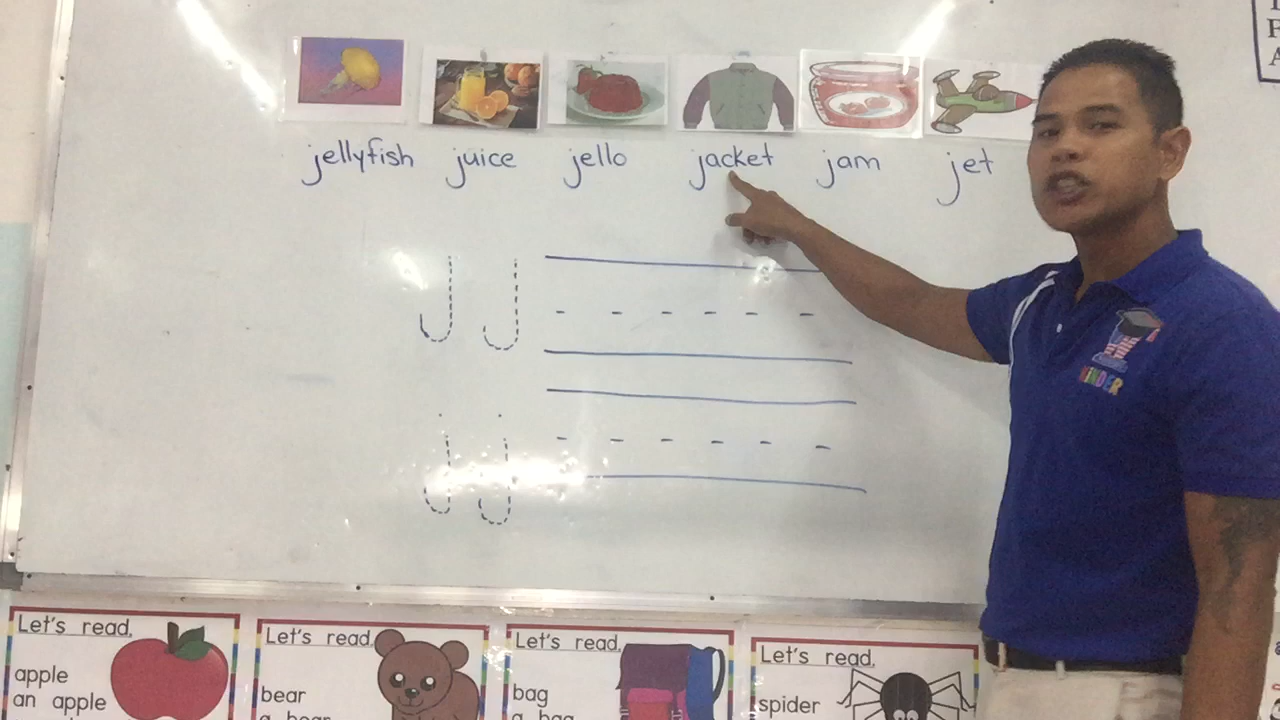 jellyfish juice jello jacket jam jet
J J
j j
KINDER
Let's read.
apple
an apple
Let's read.
bear
a bear
Let's read.
bag
a bag
Let's read.
spider